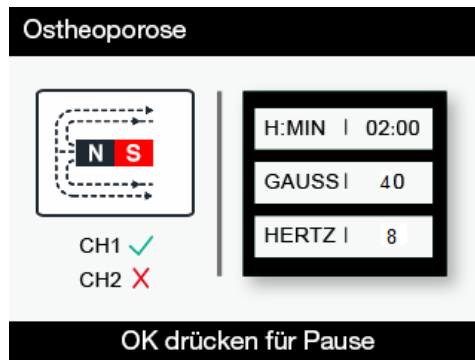 Ostheoporose
N S
CH1
CH2
H:MIN | 02:00
GAUSS | 40
HERTZ | 8
OK drücken für Pause